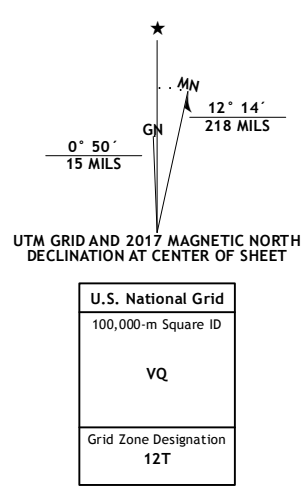 ★
MN
12° 14´
218 MILS
GN
0° 50´
15 MILS
UTM GRID AND 2017 MAGNETIC NORTH
DECLINATION AT CENTER OF SHEET
U.S. National Grid
100,000-m Square ID
VQ
Grid Zone Designation
12T